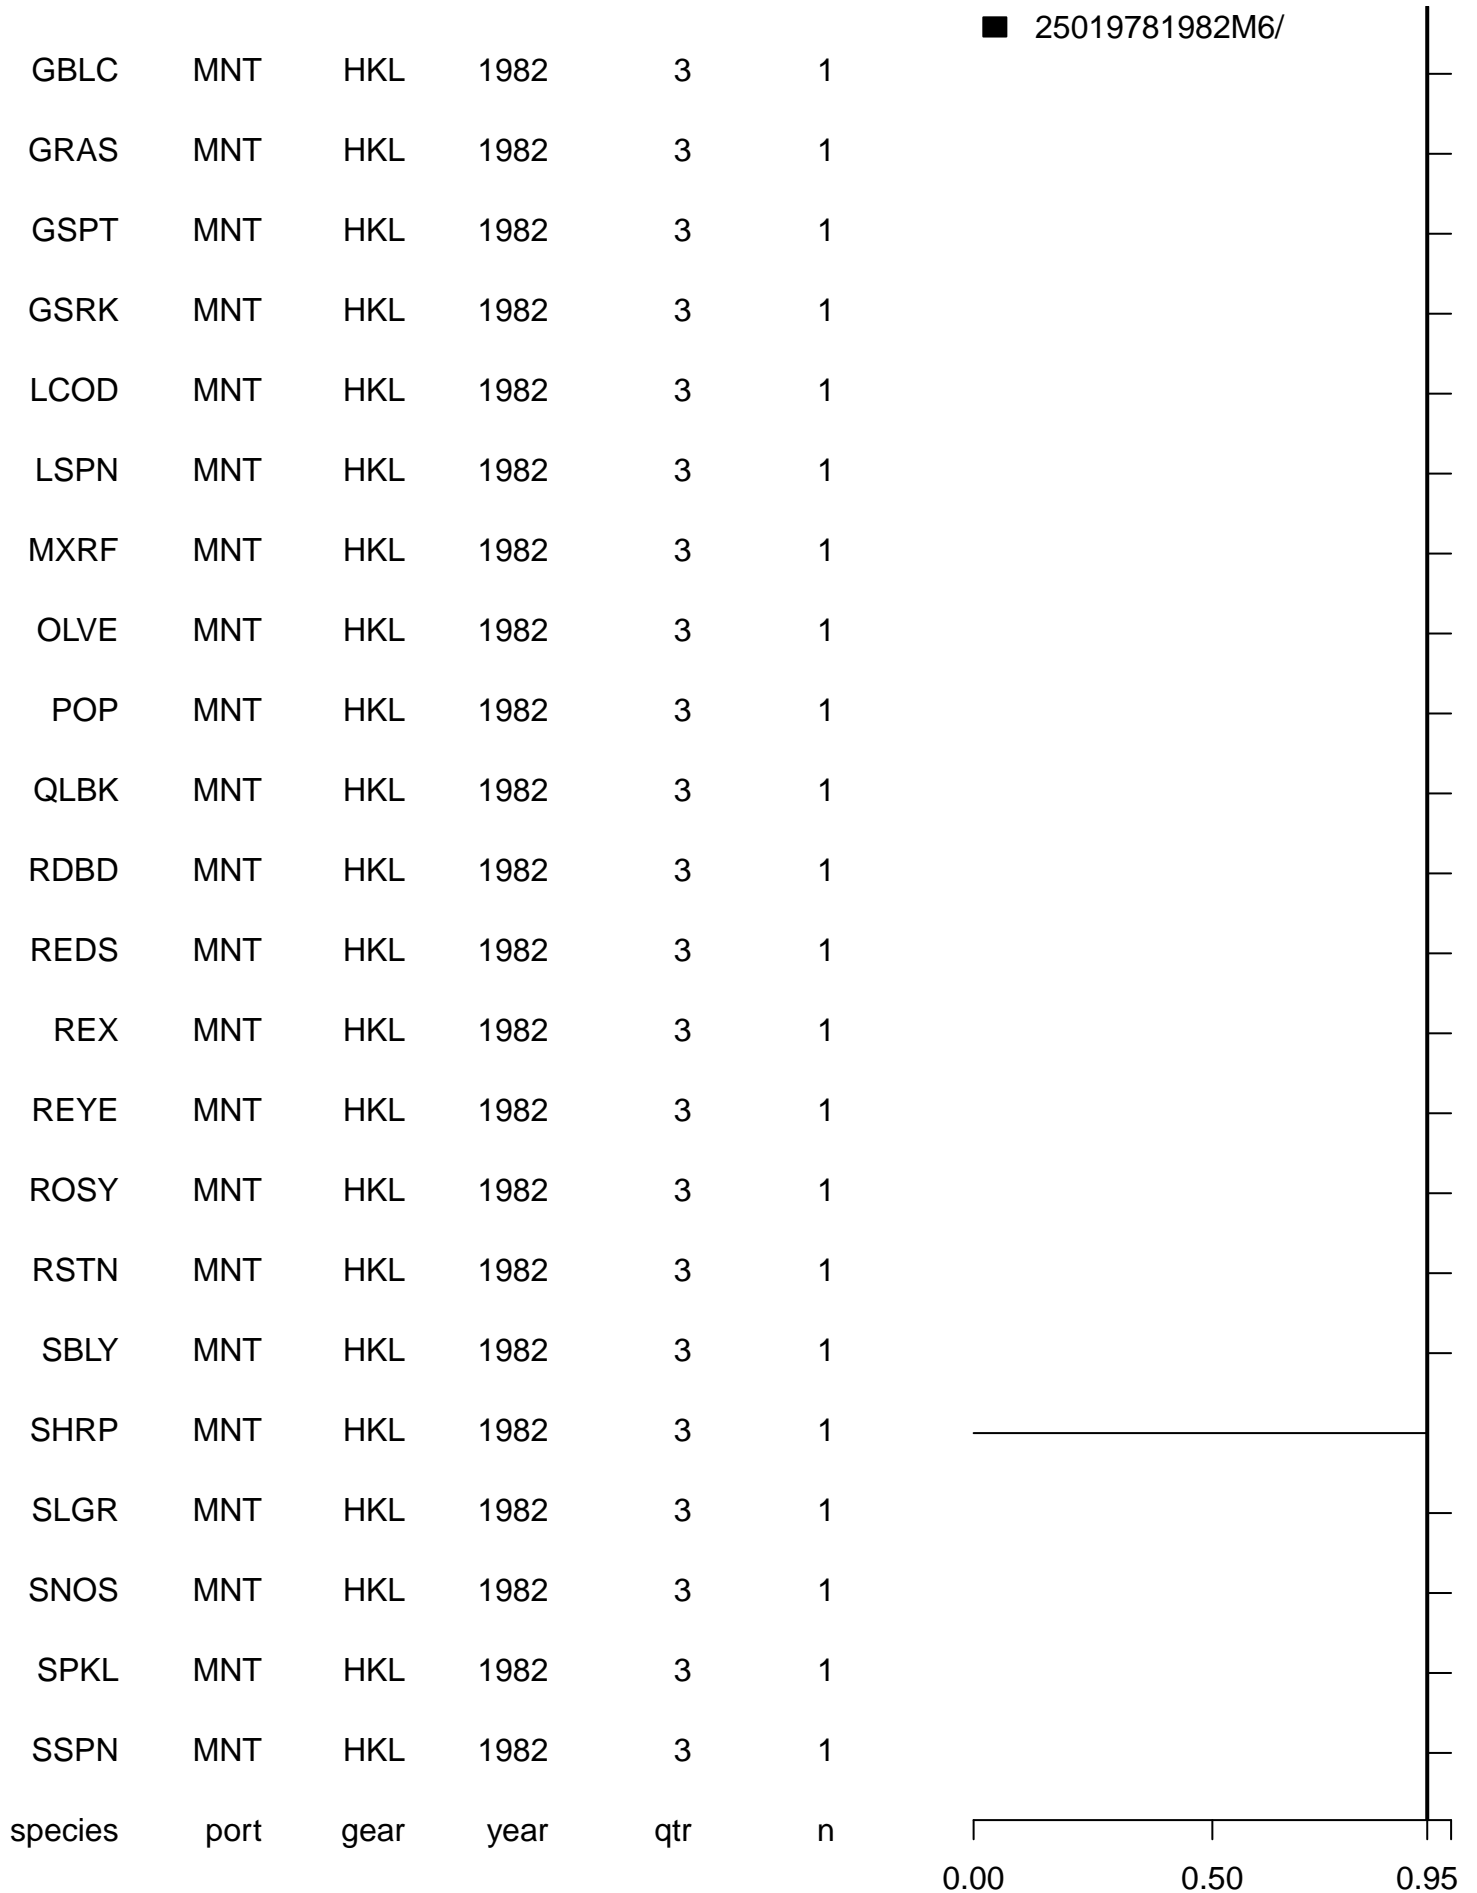 25019781982M6/
GBLC MNT HKL 1982 3 1
GRAS MNT HKL 1982 3 1
GSPT MNT HKL 1982 3 1
GSRK MNT HKL 1982 3 1
LCOD MNT HKL 1982 3 1
LSPN MNT HKL 1982 3 1
MXRF MNT HKL 1982 3 1
OLVE MNT HKL 1982 3 1
POP MNT HKL 1982 3 1
QLBK MNT HKL 1982 3 1
RDBD MNT HKL 1982 3 1
REDS MNT HKL 1982 3 1
REX MNT HKL 1982 3 1
REYE MNT HKL 1982 3 1
ROSY MNT HKL 1982 3 1
RSTN MNT HKL 1982 3 1
SBLY MNT HKL 1982 3 1
SHRP MNT HKL 1982 3 1
SLGR MNT HKL 1982 3 1
SNOS MNT HKL 1982 3 1
SPKL MNT HKL 1982 3 1
SSPN MNT HKL 1982 3 1
species port gear year qtr n
0.00 0.50 0.95